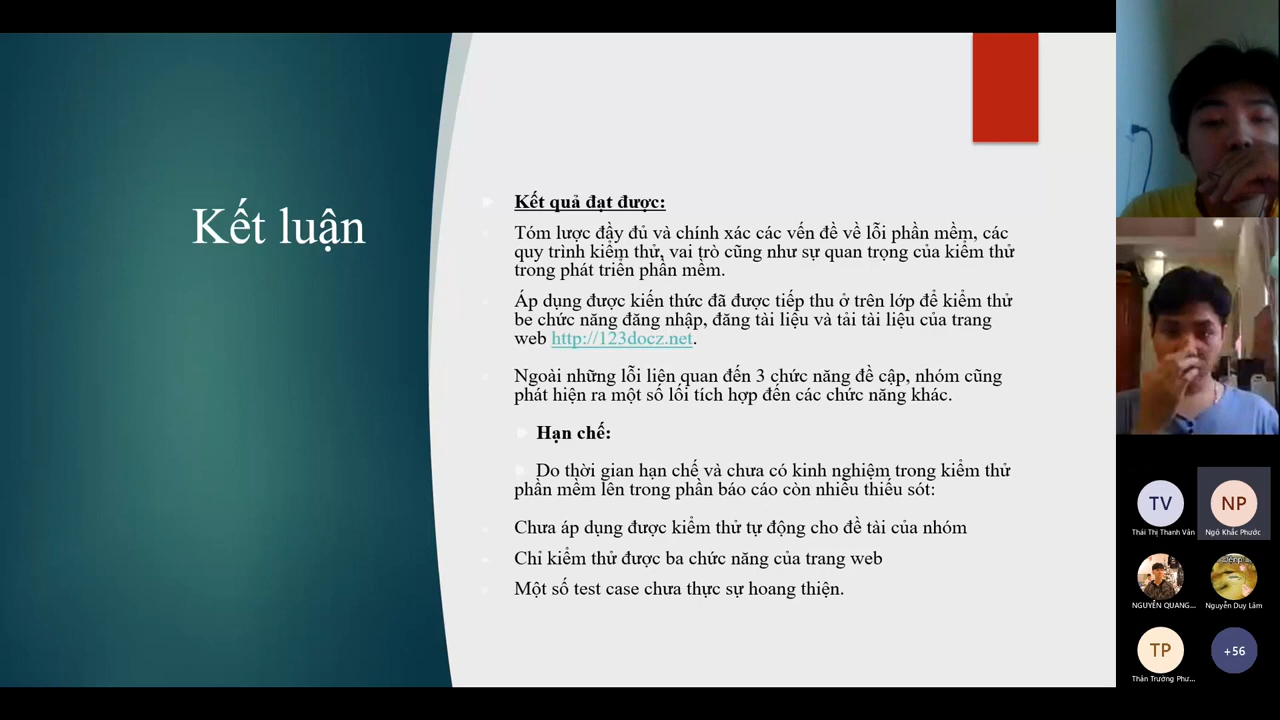 Kết luận
Kết quả đạt được:
Tóm lược đầy đủ và chính xác các vấn đề về lỗi phần mềm, các
quy trình kiểm thử, vai trò cũng như sự quan trọng của kiểm thử
trong phát triển phần mềm.
Áp dụng được kiến thức đã được tiếp thu ở trên lớp để kiểm thử
be chức năng đăng nhập, đăng tài liệu và tải tài liệu của trang
web http://123docz.net.
Ngoài những lỗi liên quan đến 3 chức năng đề cập, nhóm cũng
phát hiện ra một số lối tích hợp đến các chức năng khác.
Hạn chế:
Do thời gian hạn chế và chưa có kinh nghiệm trong kiểm thử
phần mềm lên trong phần báo cáo còn nhiều thiếu sót:
Chưa áp dụng được kiểm thử tự động cho đề tài của nhóm
Chỉ kiểm thử được ba chức năng của trang web
Một số test case chưa thực sự hoang thiện.
TV
NP
Thái Thị Thanh Vân
Ngô Khắc Phước
NGUYỄN QUANG...
Nguyễn Duy Lâm
TP
+56
Thân Trường Phư...